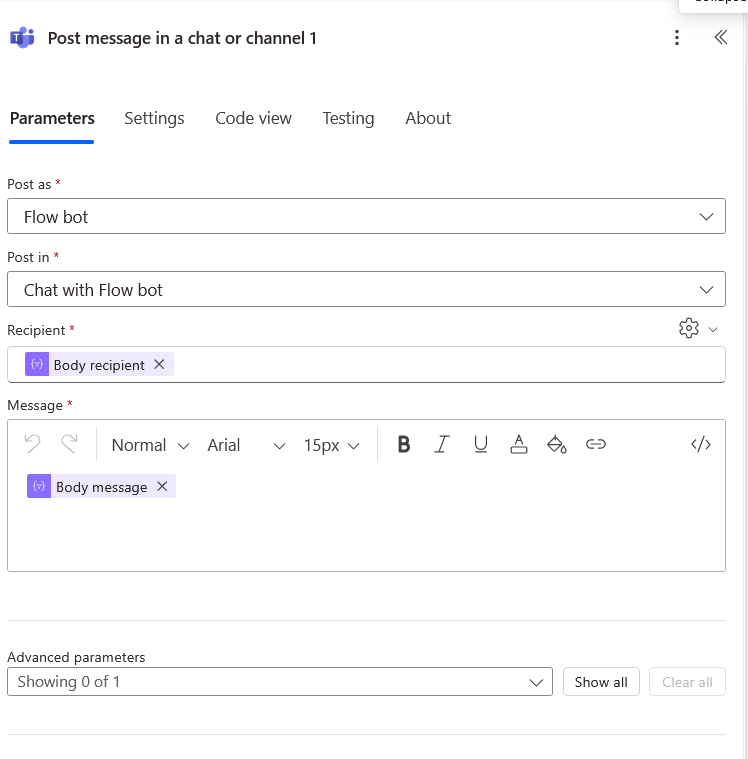 Post message in a chat or channel 1
Parameters Settings Code view Testing About
Post as *
Flow bot
Post in *
Chat with Flow bot
Recipient *
Body recipient
Message *
Normal Arial 15px B I U A </>
Body message
Advanced parameters
Showing 0 of 1 Show all Clear all